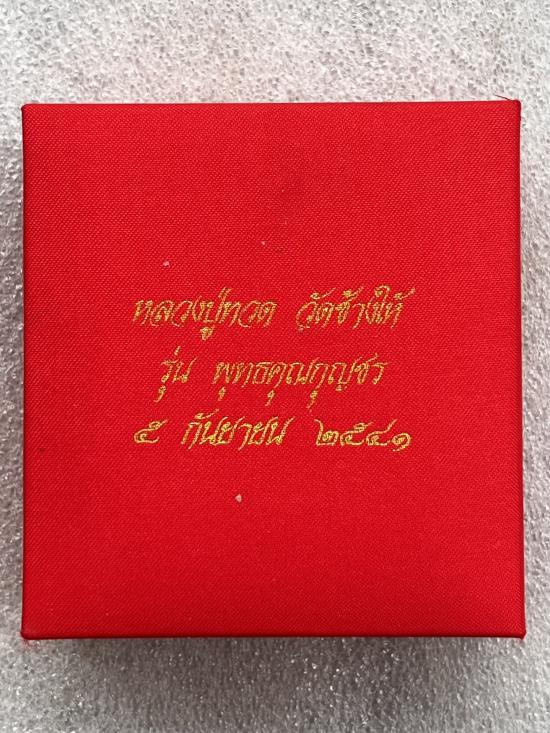 หลวงปู่ทวด วัดช้างให้
รุ่น พุทธคุณกุญชร
๕ กันยายน ๒๕๔๑